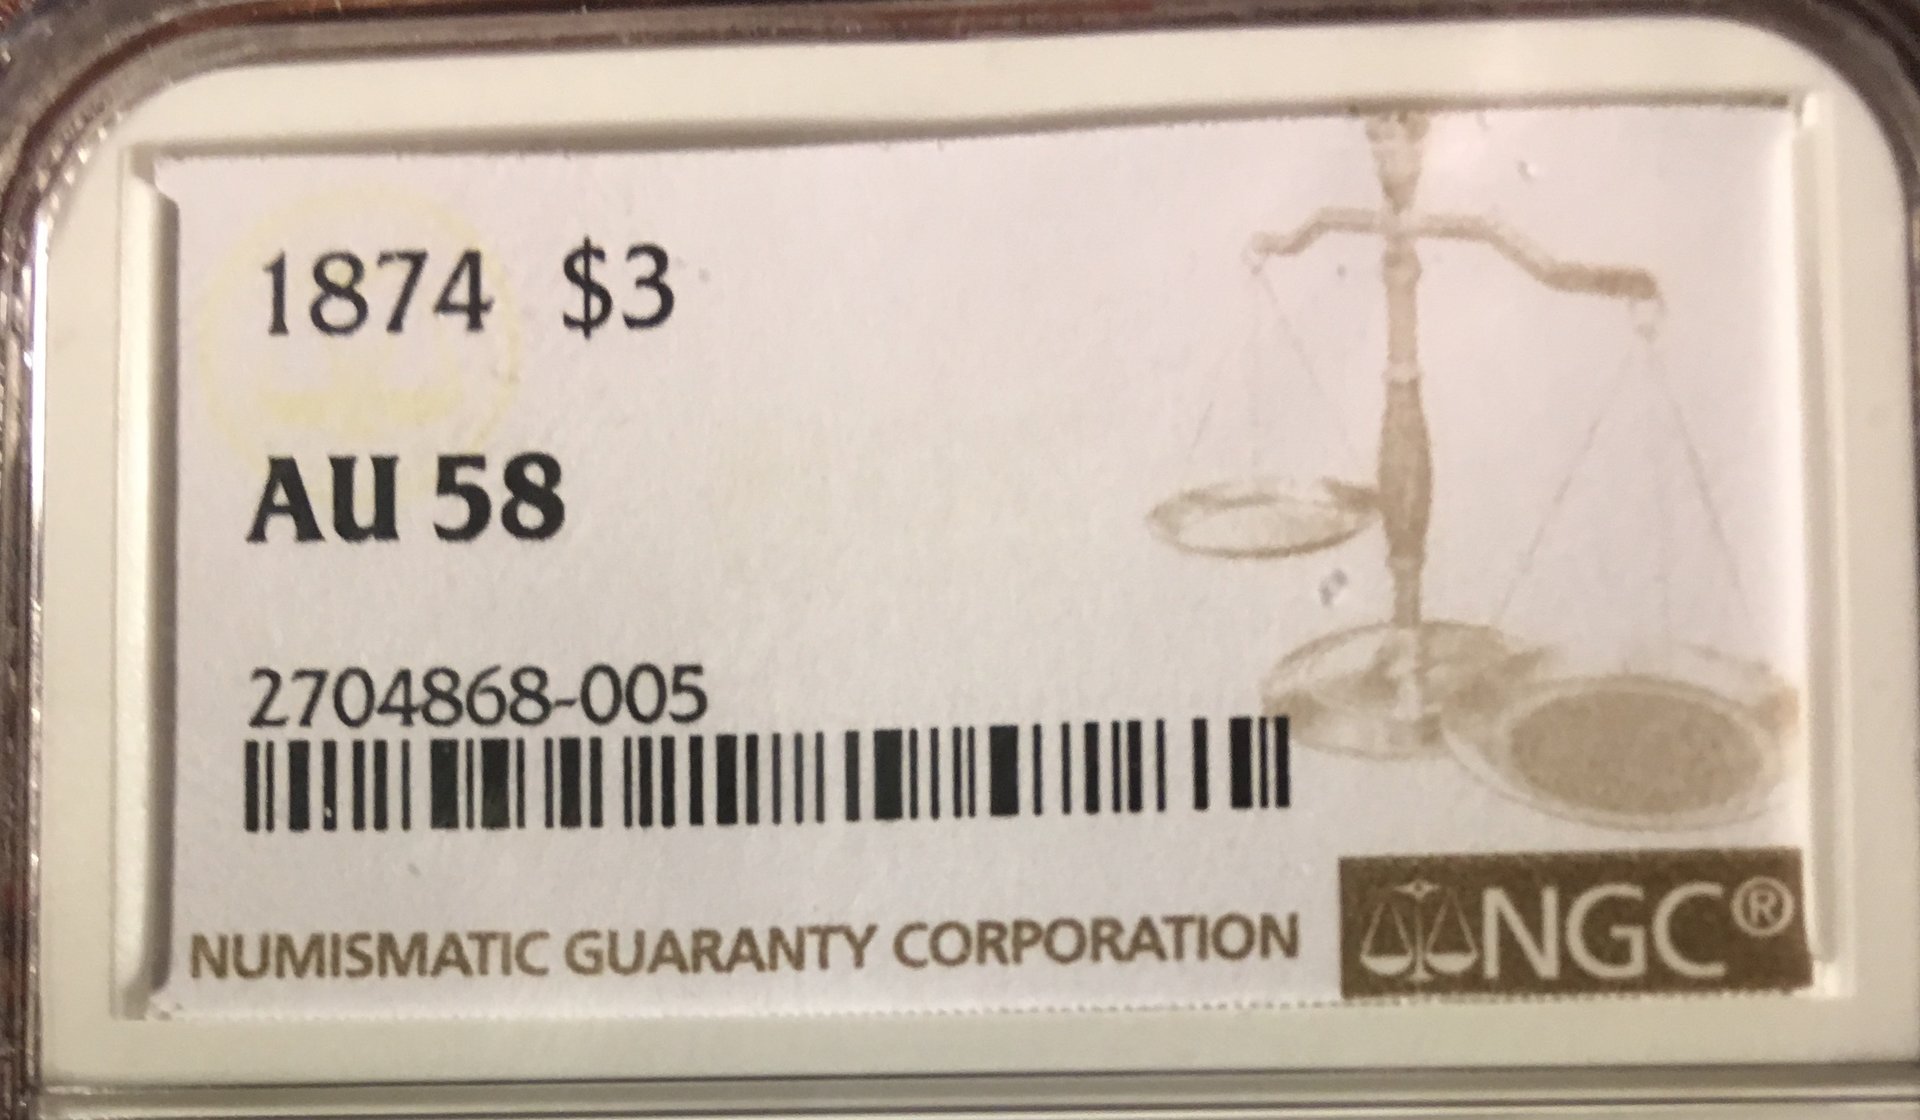 1874 $3
AU 58
2704868-005
NUMISMATIC GUARANTY CORPORATION NGC®